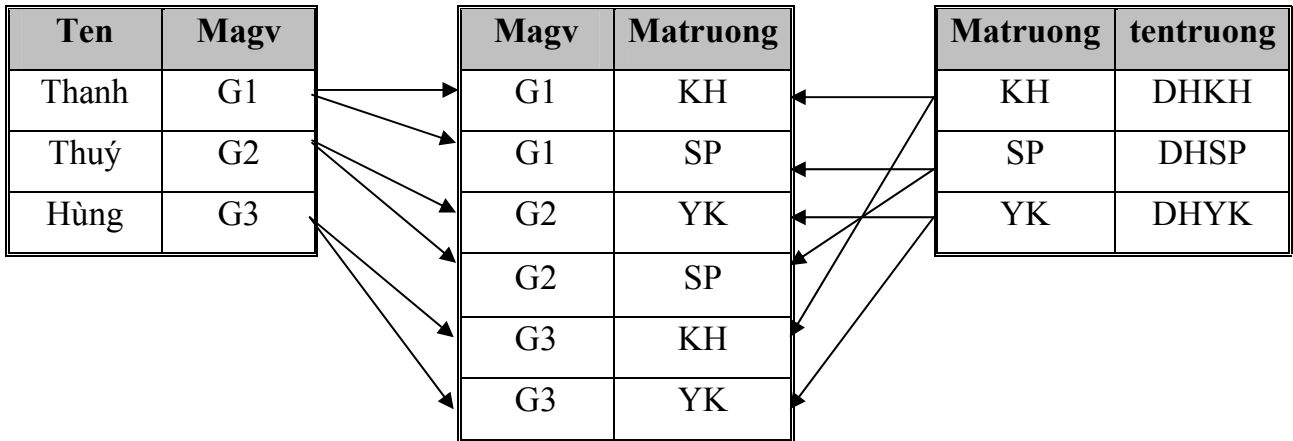 Ten Magv
Thanh G1
Thuý G2
Hùng G3
Magv Matruong
G1 KH
G1 SP
G2 YK
G2 SP
G3 KH
G3 YK
Matruong tentruong
KH DHKH
SP DHSP
YK DHYK